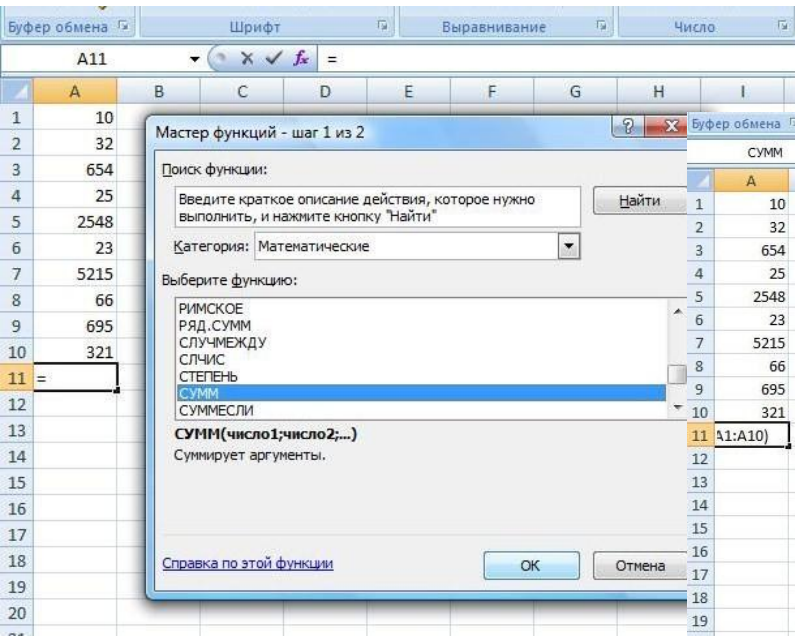 Буфер обмена Шрифт Выравнивание Число
A11 fx =
A B C D E F G H I
1 10
2 32
3 654
4 25
5 2548
6 23
7 5215
8 66
9 695
10 321
11 =
12
13
14
15
16
17
18
19
20
Мастер функций - шаг 1 из 2
Поиск функции:
Введите краткое описание действия, которое нужно
выполнить, и нажмите кнопку "Найти"
Найти
Категория: Математические
Выберите функцию:
РИМСКОЕ
РЯД.СУММ
СЛУЧМЕЖДУ
СЛЧИС
СТЕПЕНЬ
СУММ
СУММЕСЛИ
СУММ(число1;число2;...)
Суммирует аргументы.
Справка по этой функции
ОК Отмена
Буфер обмена
СУММ
A
1 10
2 32
3 654
4 25
5 2548
6 23
7 5215
8 66
9 695
10 321
11 A1:A10)
12
13
14
15
16
17
18
19